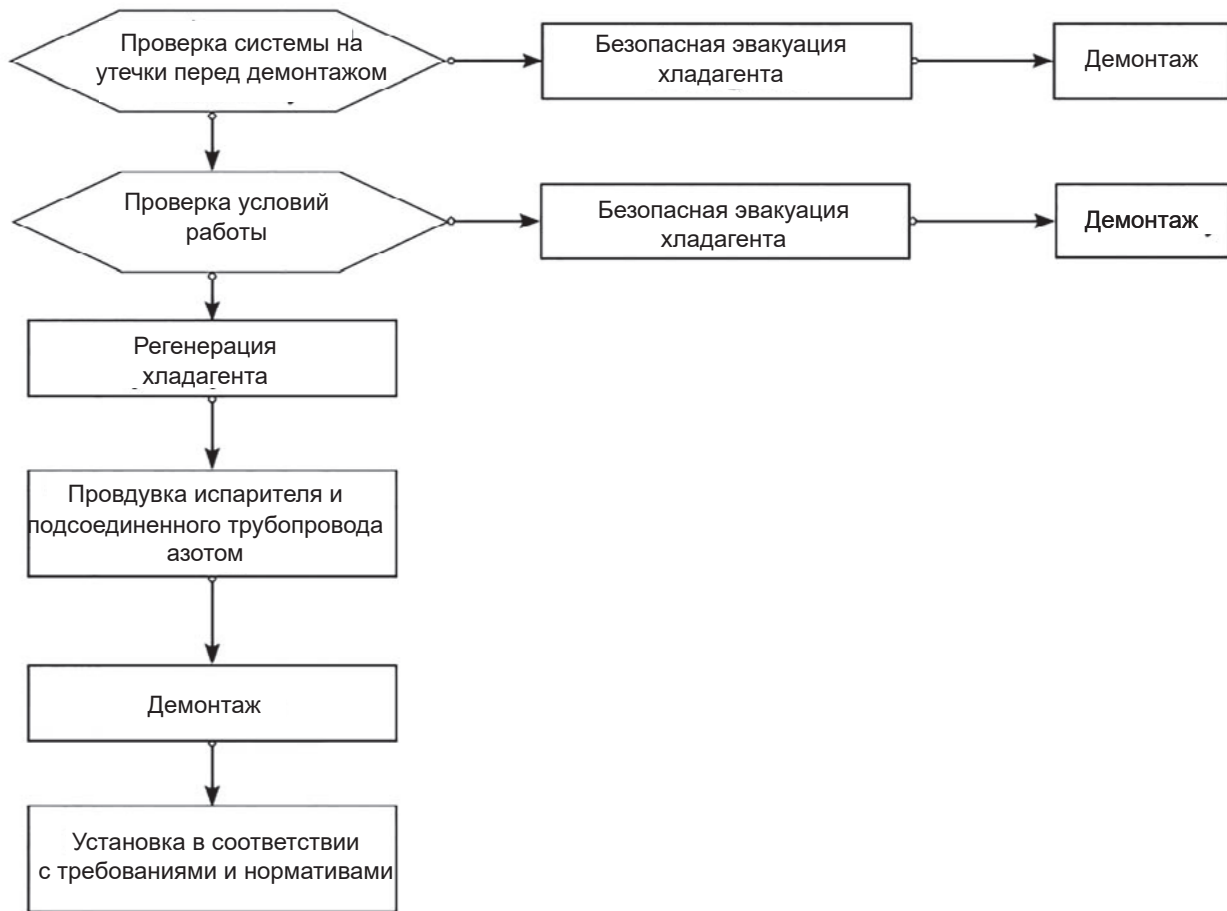 Проверка системы на
утечки перед демонтажом
Безопасная эвакуация
хладагента
Демонтаж
Проверка условий
работы
Безопасная эвакуация
хладагента
Демонтаж
Регенерация
хладагента
Провдувка испарителя и
подсоединенного трубопровода
азотом
Демонтаж
Установка в соответствии
с требованиями и нормативами